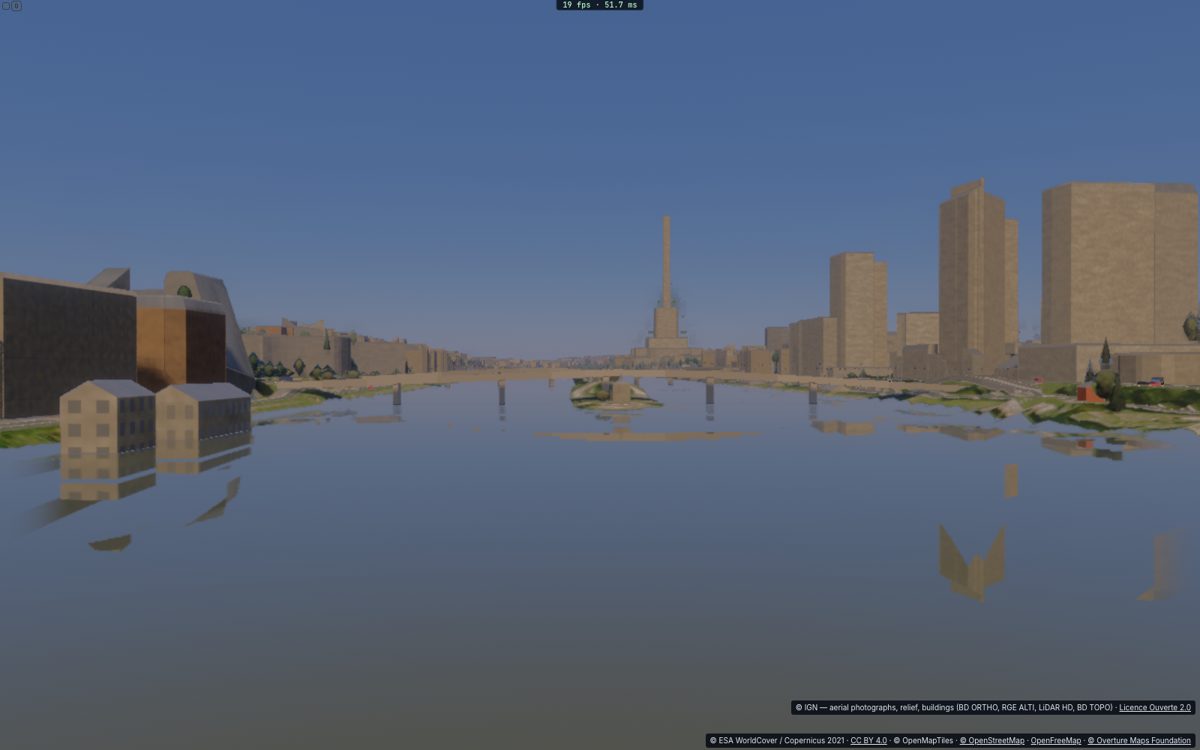 19 fps · 51.7 ms
© IGN — aerial photographs, relief, buildings (BD ORTHO, RGE ALTI, LiDAR HD, BD TOPO) · Licence Ouverte 2.0
© ESA WorldCover / Copernicus 2021 · CC BY 4.0 · © OpenMapTiles · © OpenStreetMap · OpenFreeMap · © Overture Maps Foundation